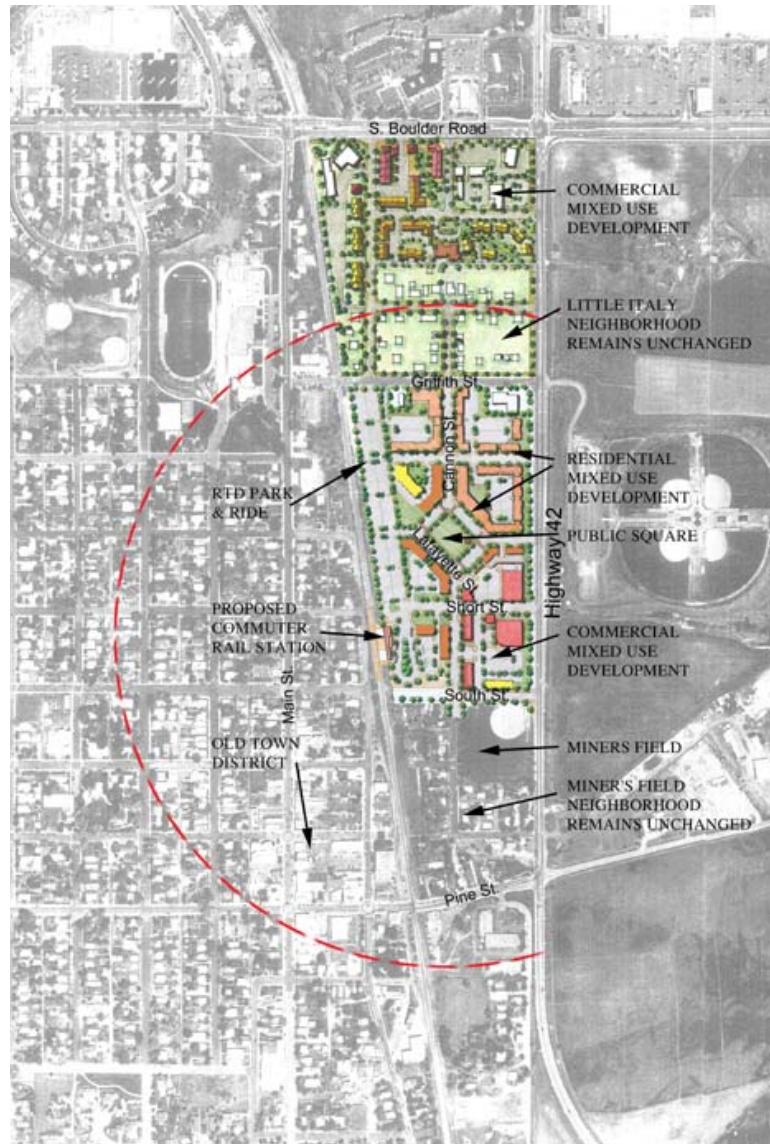 S. Boulder Road
COMMERCIAL
MIXED USE
DEVELOPMENT
LITTLE ITALY
NEIGHBORHOOD
REMAINS UNCHANGED
Griffith St.
Cannon St.
RESIDENTIAL
MIXED USE
DEVELOPMENT
RTD PARK
& RIDE
Highway 42
PUBLIC SQUARE
Lafayette St.
Short St.
PROPOSED
COMMUTER
RAIL STATION
COMMERCIAL
MIXED USE
DEVELOPMENT
Main St.
South St.
OLD TOWN
DISTRICT
MINERS FIELD
MINER'S FIELD
NEIGHBORHOOD
REMAINS UNCHANGED
Pine St.